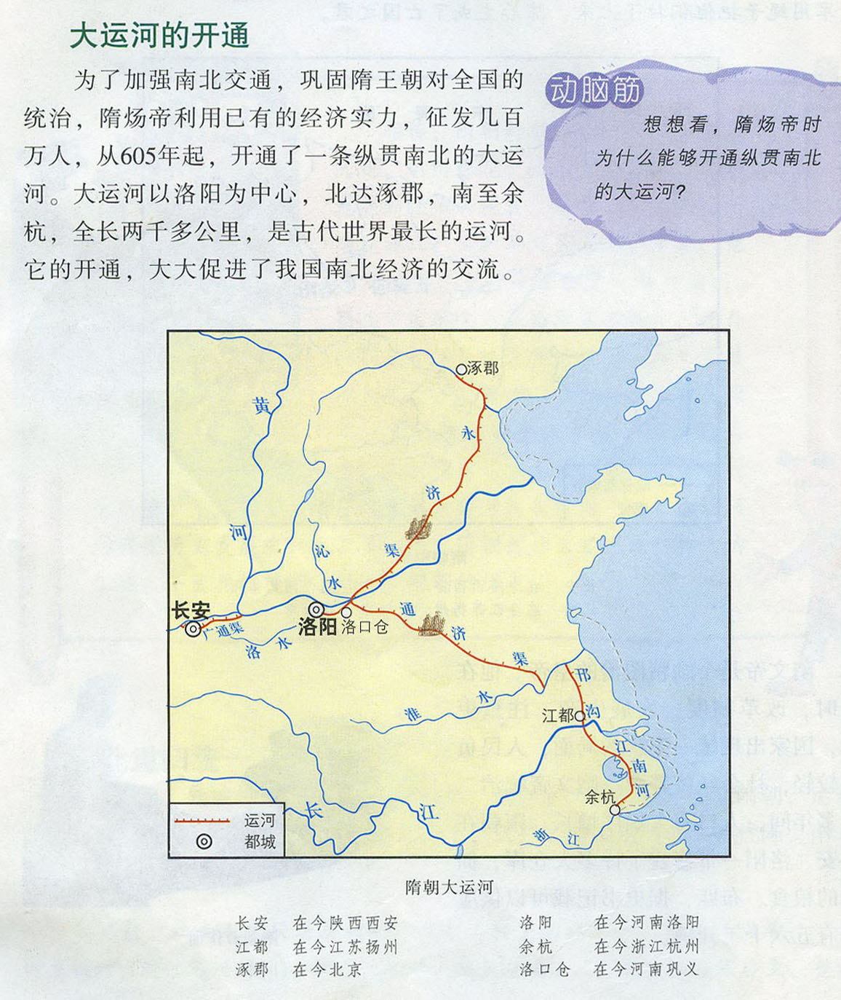 大运河的开通
为了加强南北交通，巩固隋王朝对全国的
统治，隋炀帝利用已有的经济实力，征发几百
万人，从605年起，开通了一条纵贯南北的大运
河。大运河以洛阳为中心，北达涿郡，南至余
杭，全长两千多公里，是古代世界最长的运河。
它的开通，大大促进了我国南北经济的交流。
动脑筋
想想看，隋炀帝时
为什么能够开通纵贯南北
的大运河?
涿郡
黄
河
永
济
渠
沁
水
长安
广通渠
洛水
洛阳
洛口仓
通
济
渠
淮水
邗
沟
江都
江
南
河
余杭
长
江
浙江
运河
都城
隋朝大运河
长安 在今陕西西安
江都 在今江苏扬州
涿郡 在今北京
洛阳 在今河南洛阳
余杭 在今浙江杭州
洛口仓 在今河南巩义